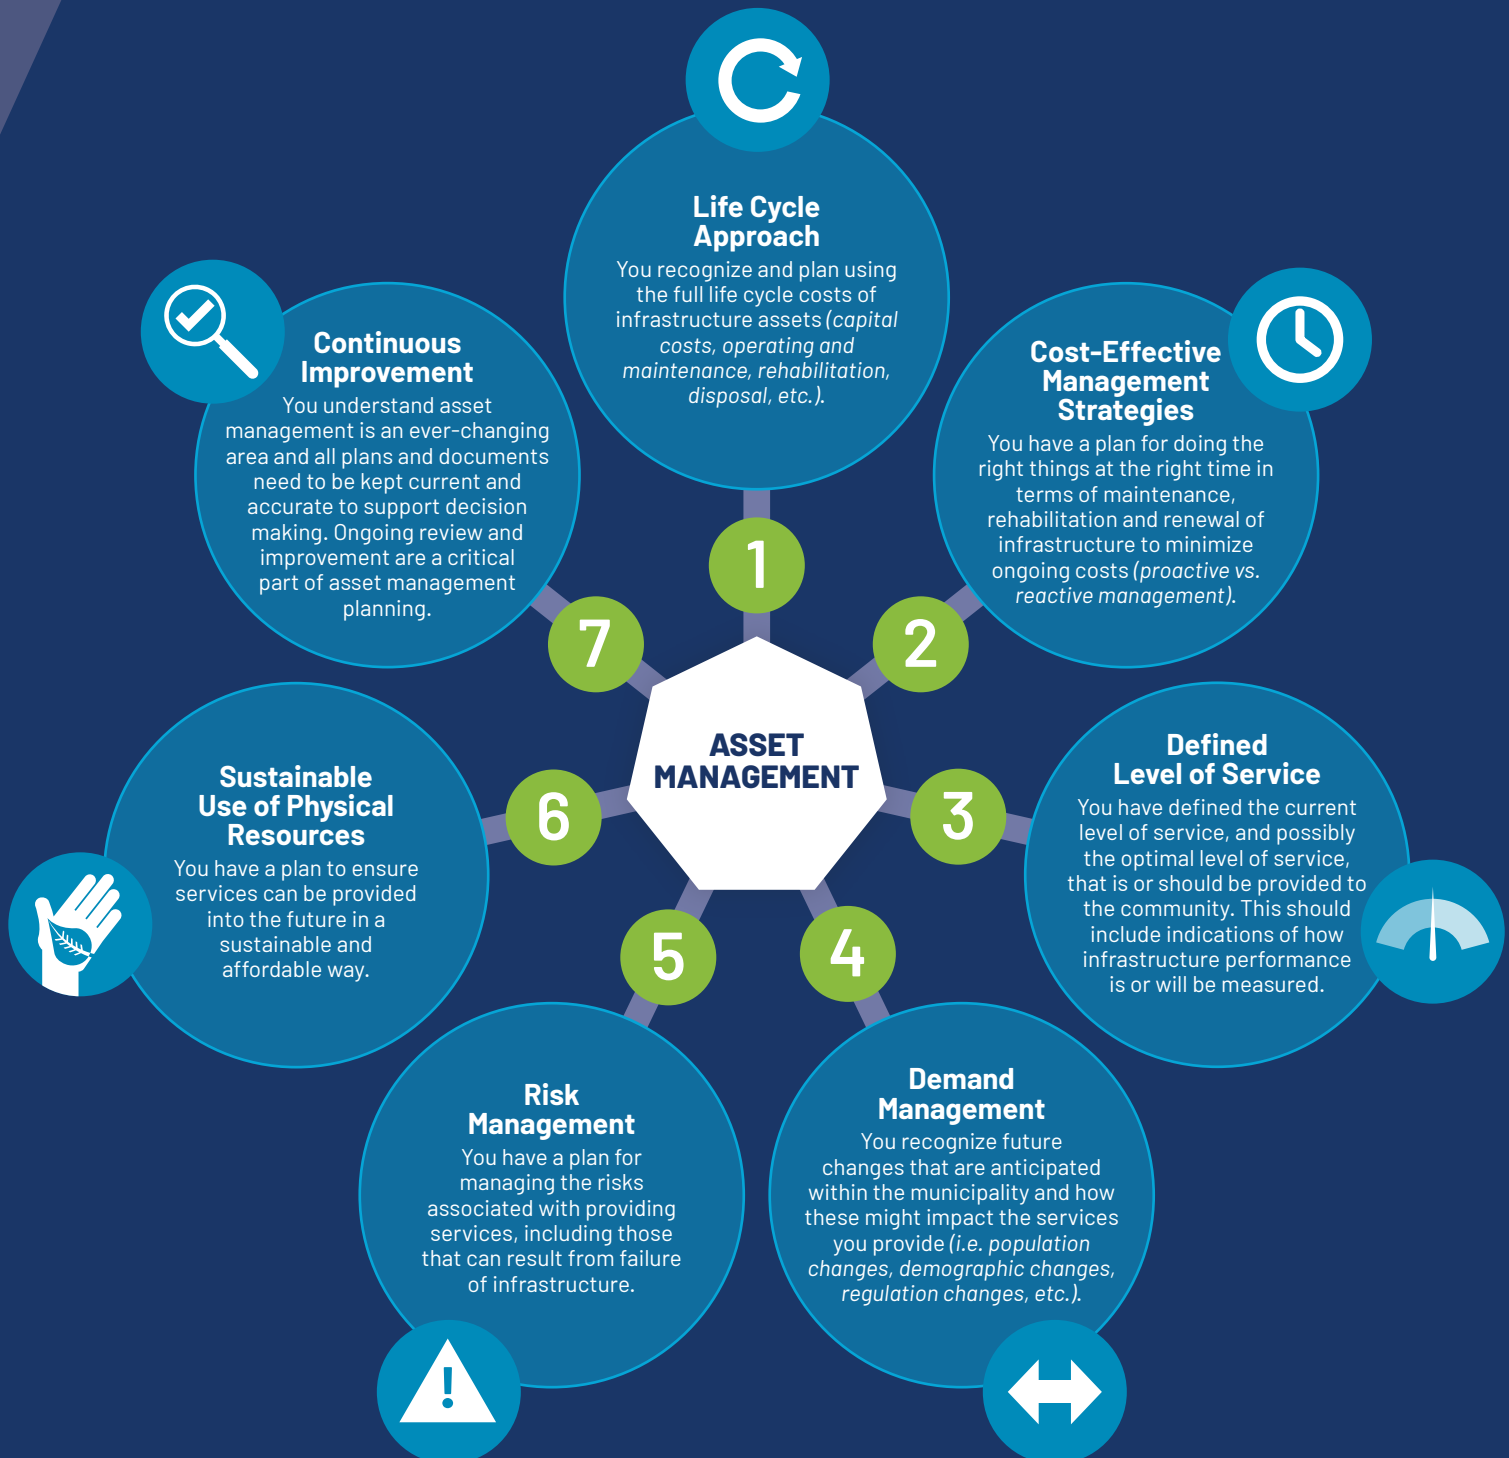 Life Cycle
Approach
You recognize and plan using
the full life cycle costs of
infrastructure assets (capital
costs, operating and
maintenance, rehabilitation,
disposal, etc.).
1
Cost-Effective
Management
Strategies
You have a plan for doing the
right things at the right time in
terms of maintenance,
rehabilitation and renewal of
infrastructure to minimize
ongoing costs (proactive vs.
reactive management).
2
Defined
Level of Service
You have defined the current
level of service, and possibly
the optimal level of service,
that is or should be provided to
the community. This should
include indications of how
infrastructure performance
is or will be measured.
3
Demand
Management
You recognize future
changes that are anticipated
within the municipality and how
these might impact the services
you provide (i.e. population
changes, demographic changes,
regulation changes, etc.).
4
Risk
Management
You have a plan for
managing the risks
associated with providing
services, including those
that can result from failure
of infrastructure.
!
5
Sustainable
Use of Physical
Resources
You have a plan to ensure
services can be provided
into the future in a
sustainable and
affordable way.
6
Continuous
Improvement
You understand asset
management is an ever-changing
area and all plans and documents
need to be kept current and
accurate to support decision
making. Ongoing review and
improvement are a critical
part of asset management
planning.
7
ASSET
MANAGEMENT